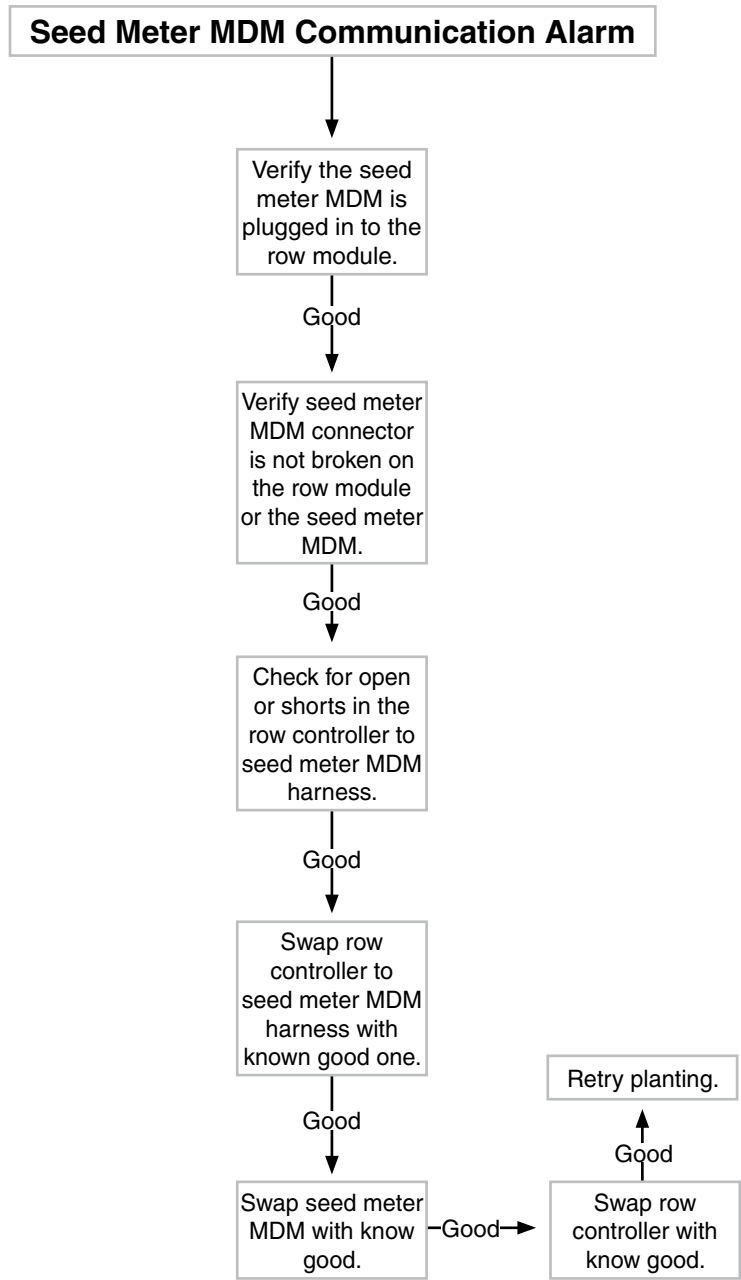 Seed Meter MDM Communication Alarm
Verify the seed
meter MDM is
plugged in to the
row module.
Good
Verify seed meter
MDM connector
is not broken on
the row module
or the seed meter
MDM.
Good
Check for open
or shorts in the
row controller to
seed meter MDM
harness.
Good
Swap row
controller to
seed meter MDM
harness with
known good one.
Good
Swap seed meter
MDM with know
good.
Good
Swap row
controller with
know good.
Good
Retry planting.